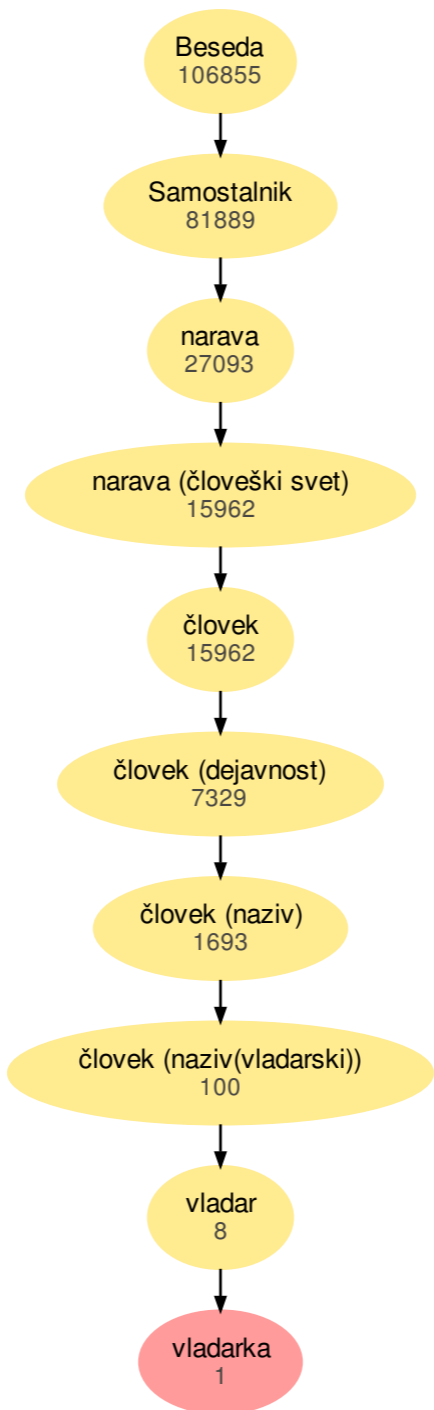 Beseda
106855
Samostalnik
81889
narava
27093
narava (človeški svet)
15962
človek
15962
človek (dejavnost)
7329
človek (naziv)
1693
človek (naziv(vladarski))
100
vladar
8
vladarka
1